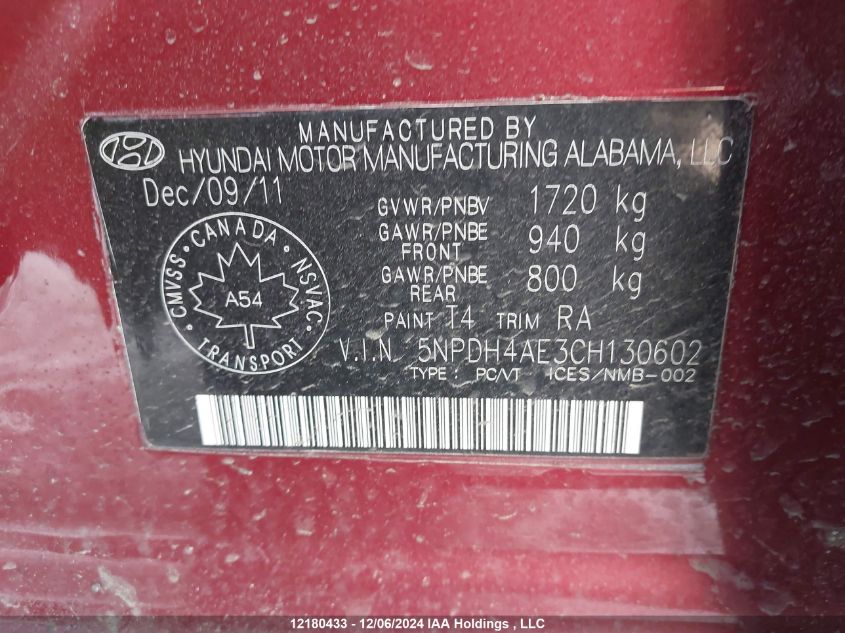 MANUFACTURED BY
HYUNDAI MOTOR MANUFACTURING ALABAMA, LLC
Dec/09/11
GVWR/PNBV 1720 kg
GAWR/PNBE FRONT 940 kg
GAWR/PNBE REAR 800 kg
PAINT T4 TRIM RA
V.I.N. 5NPDH4AE3CH130602
TYPE: PC/VT ICES/NMB-002
CMVSS • CANADA • NSVAC • TRANSPORT •
A54
12180433 - 12/06/2024 IAA Holdings , LLC